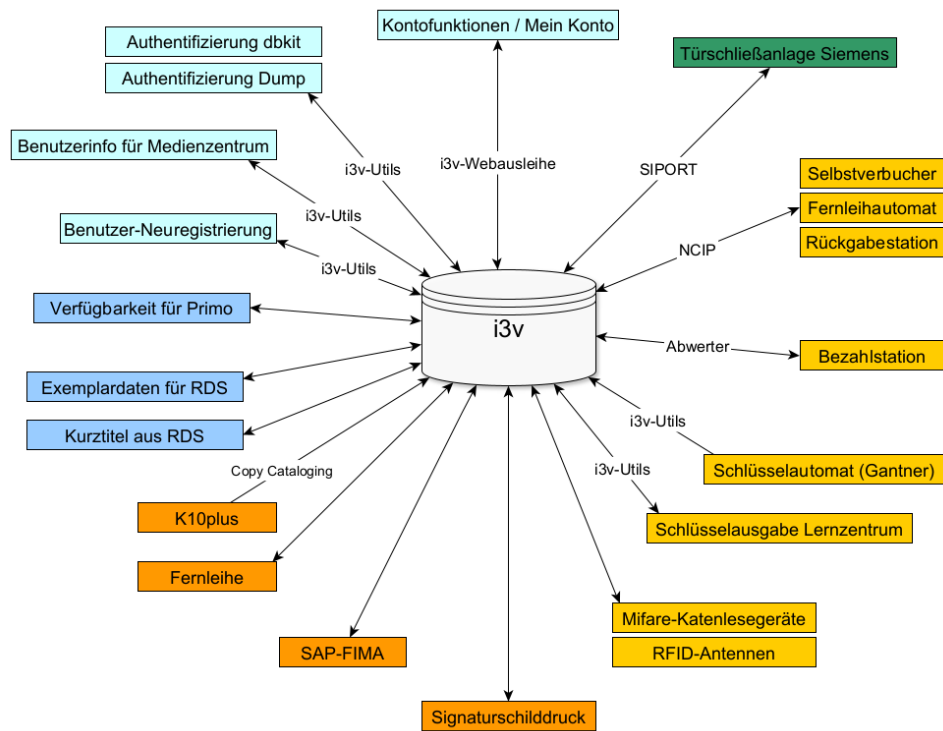 Kontofunktionen / Mein Konto
Authentifizierung dbkit
Türschließanlage Siemens
Authentifizierung Dump
Benutzerinfo für Medienzentrum
i3v-Utils
i3v-Webausleihe
SIPORT
Selbstverbucher
Fernleihautomat
Rückgabestation
i3v-Utils
Benutzer-Neuregistrierung
NCIP
i3v-Utils
Verfügbarkeit für Primo
i3v
Abwerter
Bezahlstation
Exemplardaten für RDS
i3v-Utils
Kurztitel aus RDS
Copy Cataloging
i3v-Utils
Schlüsselautomat (Gantner)
K10plus
Schlüsselausgabe Lernzentrum
Fernleihe
Mifare-Katenlesegeräte
SAP-FIMA
RFID-Antennen
Signaturschilddruck